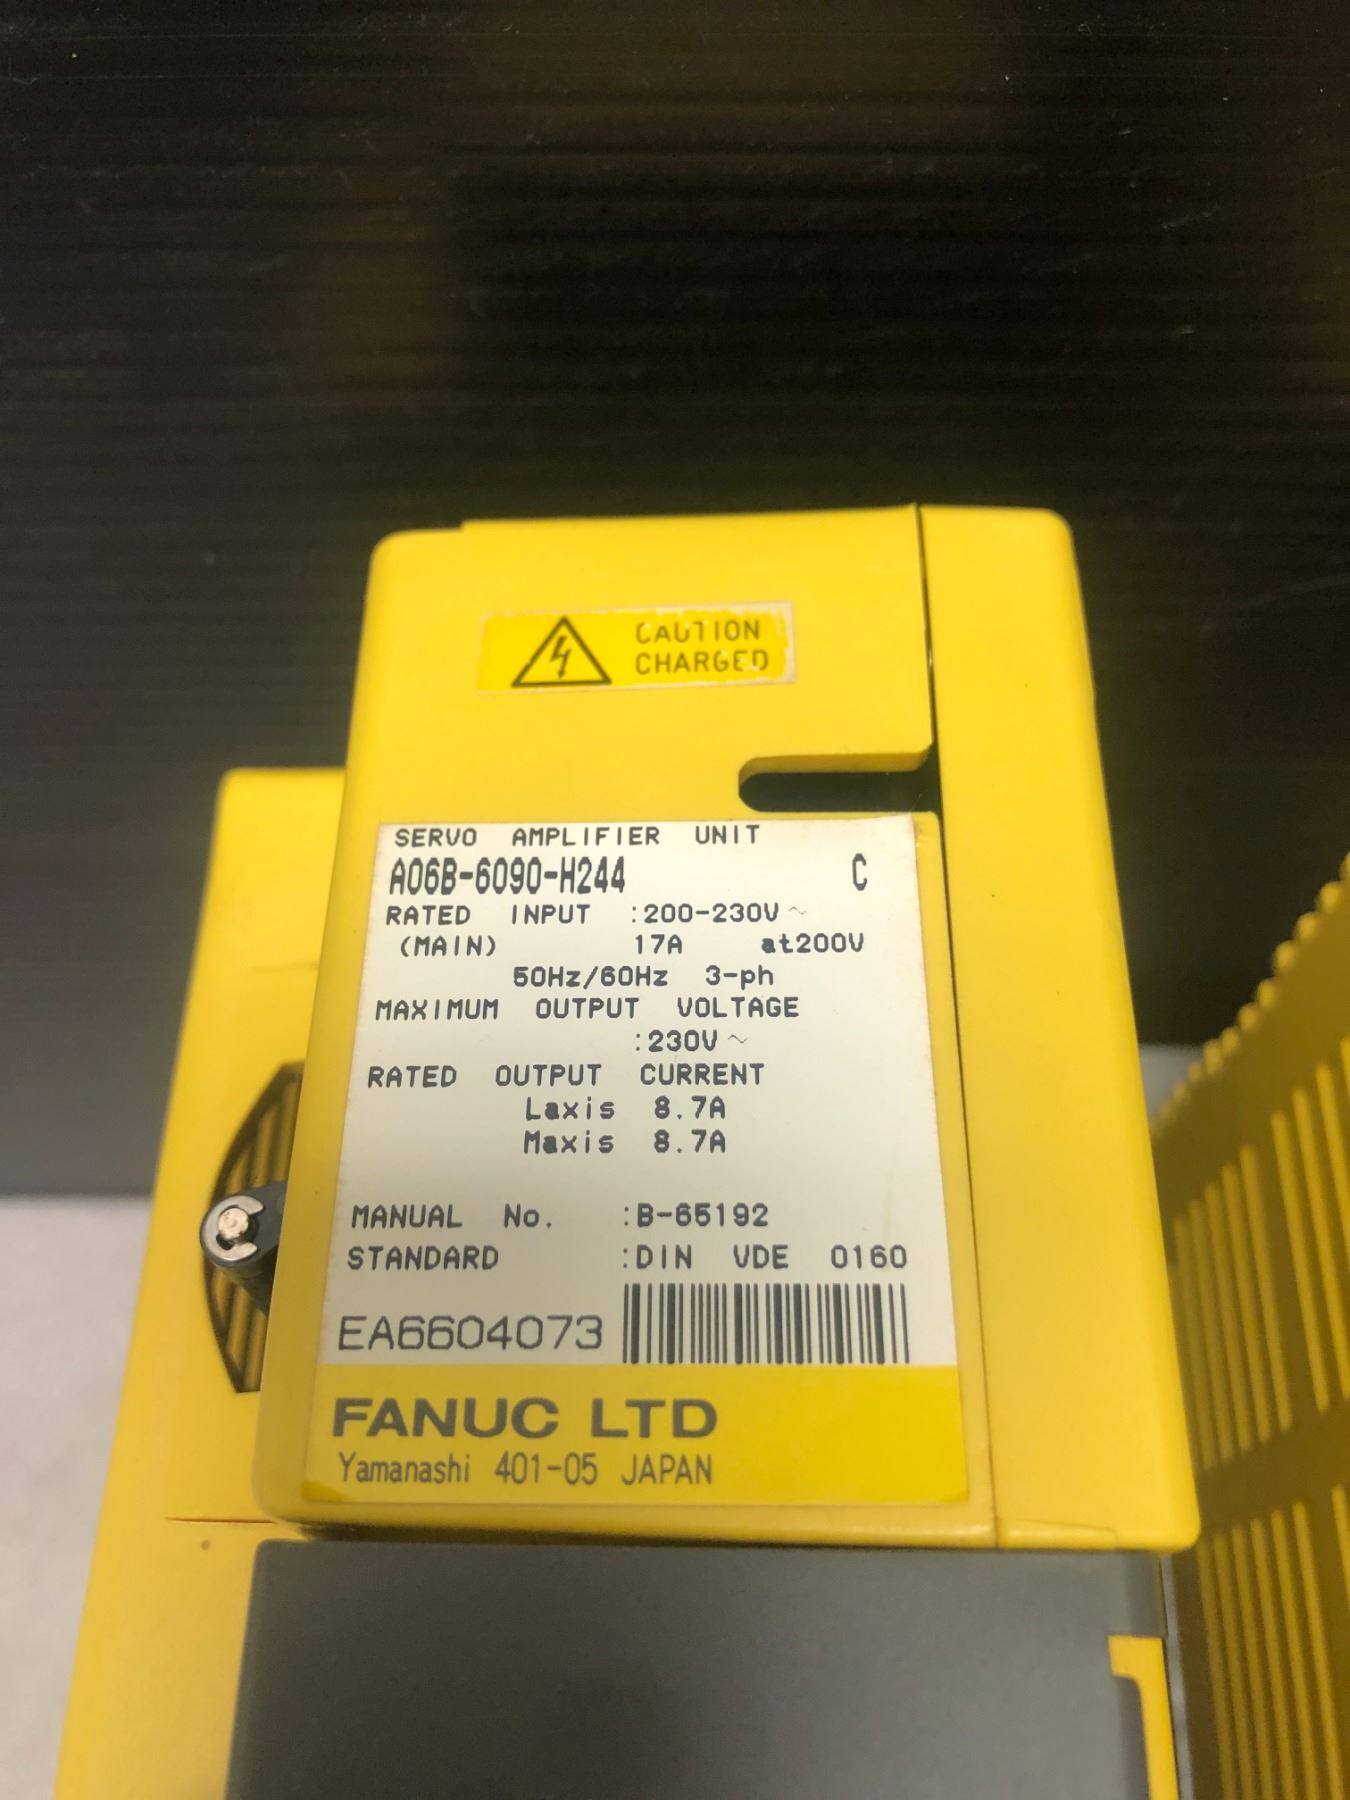 CAUTION
CHARGED
SERVO AMPLIFIER UNIT
A06B-6090-H244 C
RATED INPUT :200-230V~
(MAIN) 17A at200V
50Hz/60Hz 3-ph
MAXIMUM OUTPUT VOLTAGE
:230V~
RATED OUTPUT CURRENT
Laxis 8.7A
Maxis 8.7A
MANUAL No. :B-65192
STANDARD :DIN VDE 0160
EA6604073
FANUC LTD
Yamanashi 401-05 JAPAN